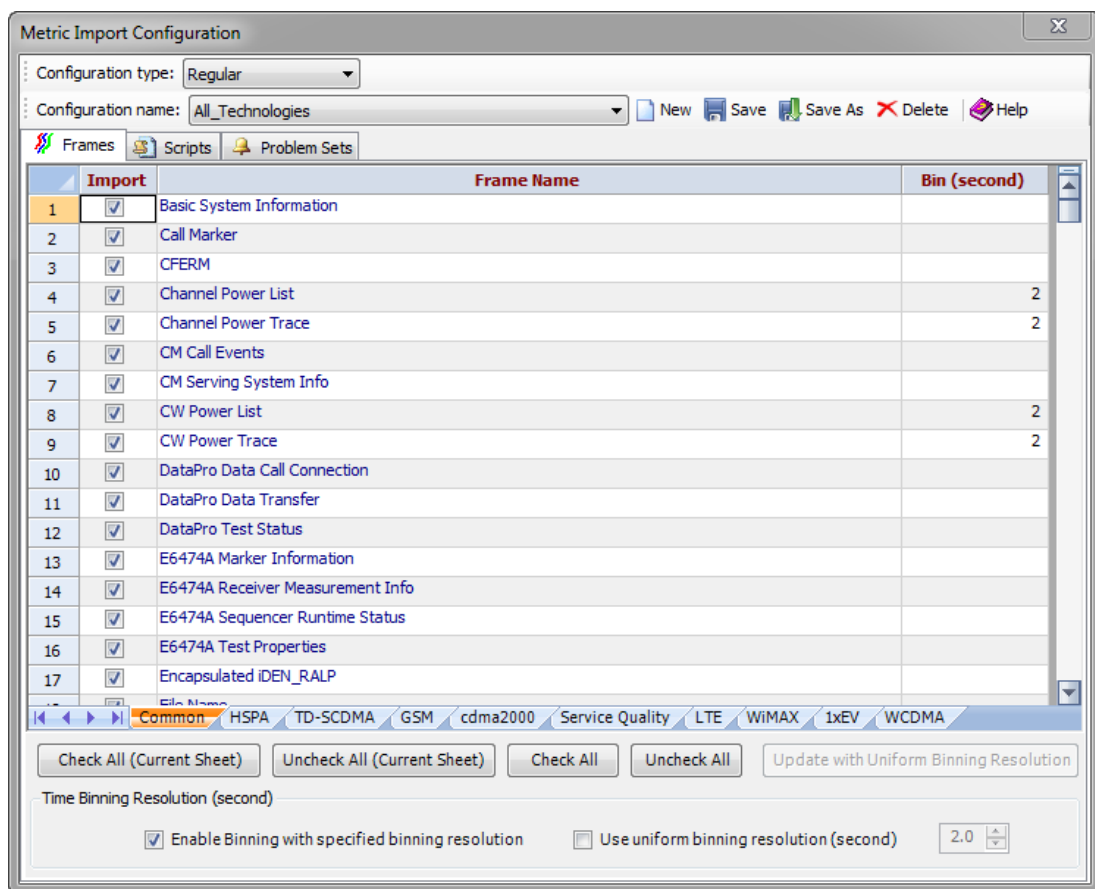 Metric Import Configuration
Configuration type: Regular
Configuration name: All_Technologies New Save Save As Delete Help
Frames Scripts Problem Sets
Import Frame Name Bin (second)
1 Basic System Information
2 Call Marker
3 CFERM
4 Channel Power List 2
5 Channel Power Trace 2
6 CM Call Events
7 CM Serving System Info
8 CW Power List 2
9 CW Power Trace 2
10 DataPro Data Call Connection
11 DataPro Data Transfer
12 DataPro Test Status
13 E6474A Marker Information
14 E6474A Receiver Measurement Info
15 E6474A Sequencer Runtime Status
16 E6474A Test Properties
17 Encapsulated iDEN_RALP
File Name
Common HSPA TD-SCDMA GSM cdma2000 Service Quality LTE WiMAX 1xEV WCDMA
Check All (Current Sheet) Uncheck All (Current Sheet) Check All Uncheck All Update with Uniform Binning Resolution
Time Binning Resolution (second)
Enable Binning with specified binning resolution Use uniform binning resolution (second) 2.0